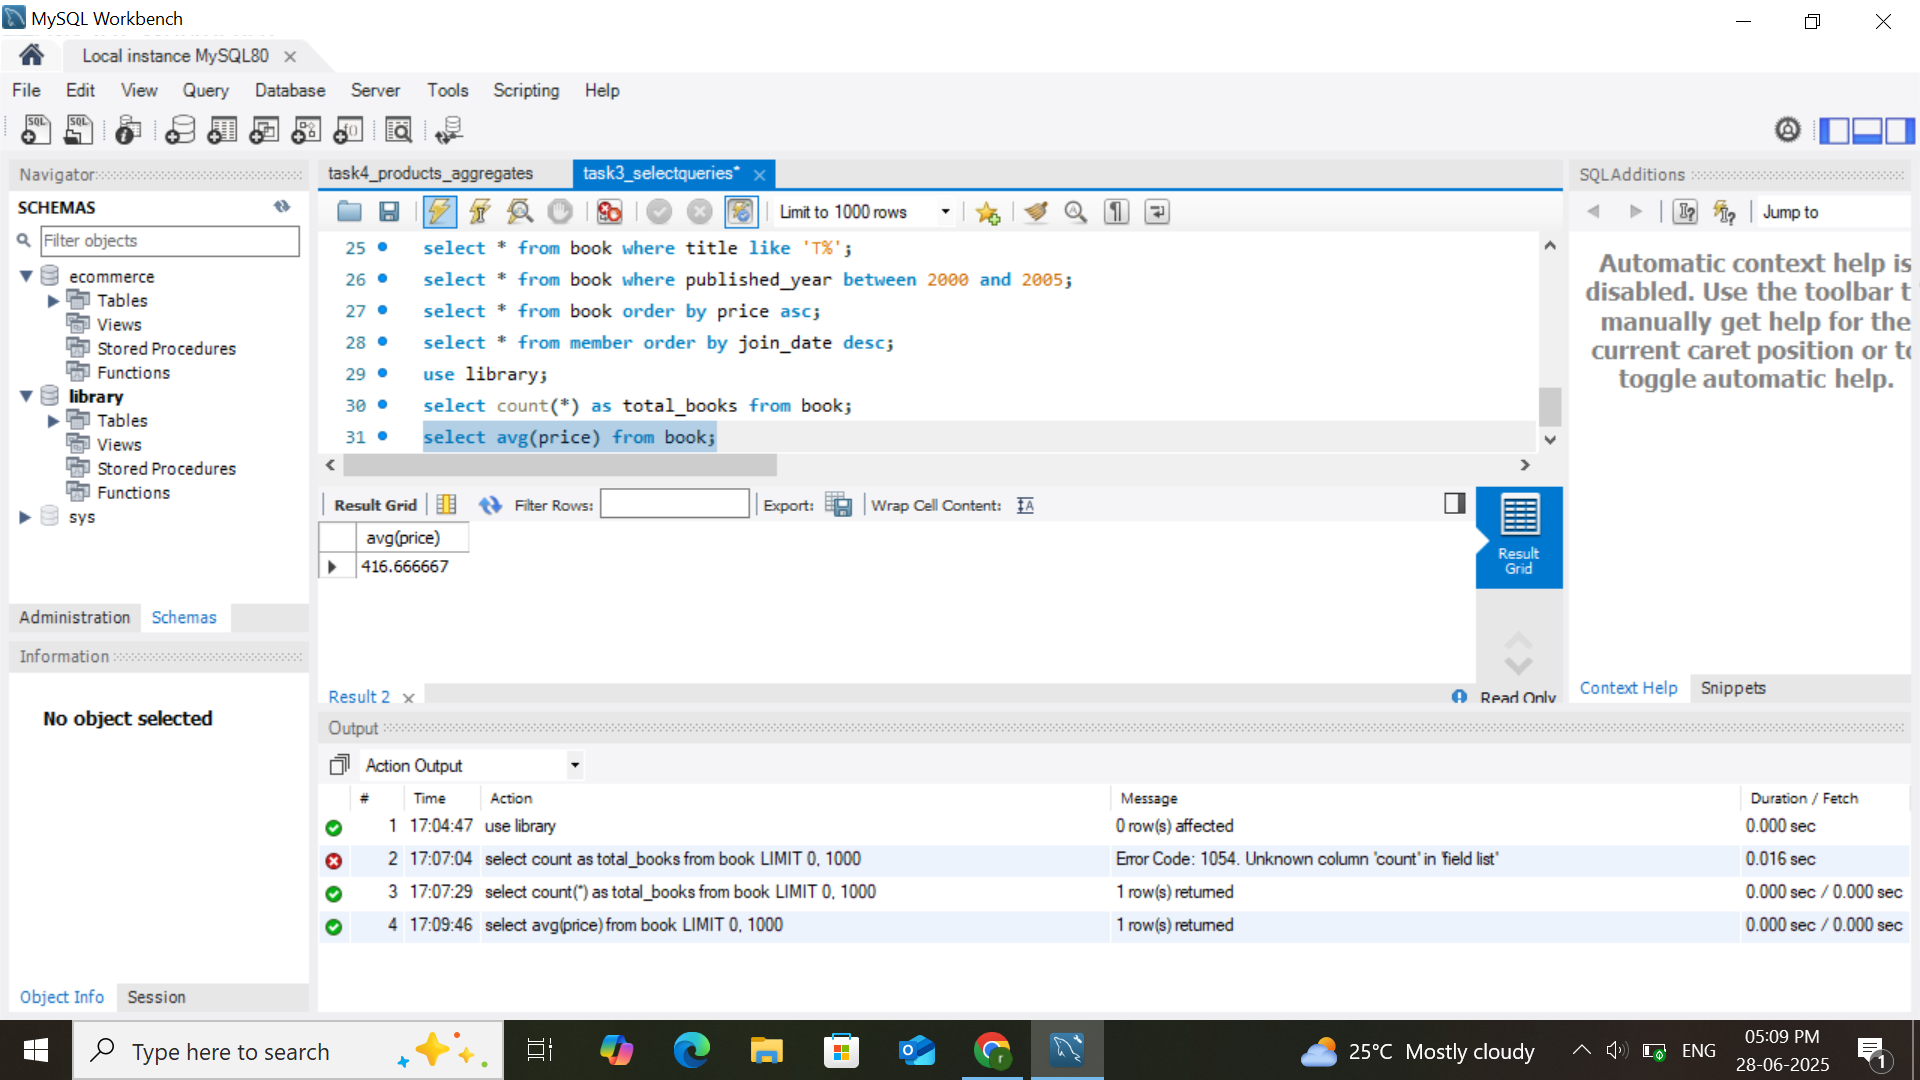 MySQL Workbench
Local instance MySQL80
File Edit View Query Database Server Tools Scripting Help
Navigator
SCHEMAS
Filter objects
ecommerce
Tables
Views
Stored Procedures
Functions
library
Tables
Views
Stored Procedures
Functions
sys
Administration Schemas
Information
No object selected
Object Info Session
task4_products_aggregates task3_selectqueries*
Limit to 1000 rows
25 select * from book where title like 'T%';
26 select * from book where published_year between 2000 and 2005;
27 select * from book order by price asc;
28 select * from member order by join_date desc;
29 use library;
30 select count(*) as total_books from book;
31 select avg(price) from book;
Result Grid Filter Rows: Export: Wrap Cell Content:
avg(price)
416.666667
Result Grid
Result 2 Read Only
SQLAdditions
Jump to
Automatic context help is
disabled. Use the toolbar t
manually get help for the
current caret position or to
toggle automatic help.
Context Help Snippets
Output
Action Output
# Time Action Message Duration / Fetch
1 17:04:47 use library 0 row(s) affected 0.000 sec
2 17:07:04 select count as total_books from book LIMIT 0, 1000 Error Code: 1054. Unknown column 'count' in 'field list' 0.016 sec
3 17:07:29 select count(*) as total_books from book LIMIT 0, 1000 1 row(s) returned 0.000 sec / 0.000 sec
4 17:09:46 select avg(price) from book LIMIT 0, 1000 1 row(s) returned 0.000 sec / 0.000 sec
Type here to search
25°C Mostly cloudy
ENG
05:09 PM
28-06-2025
1